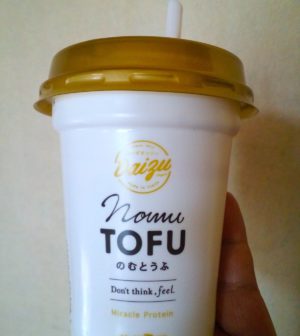 Daizu
Nomu
TOFU
のむとうふ
Don't think, feel.
Miracle Protein